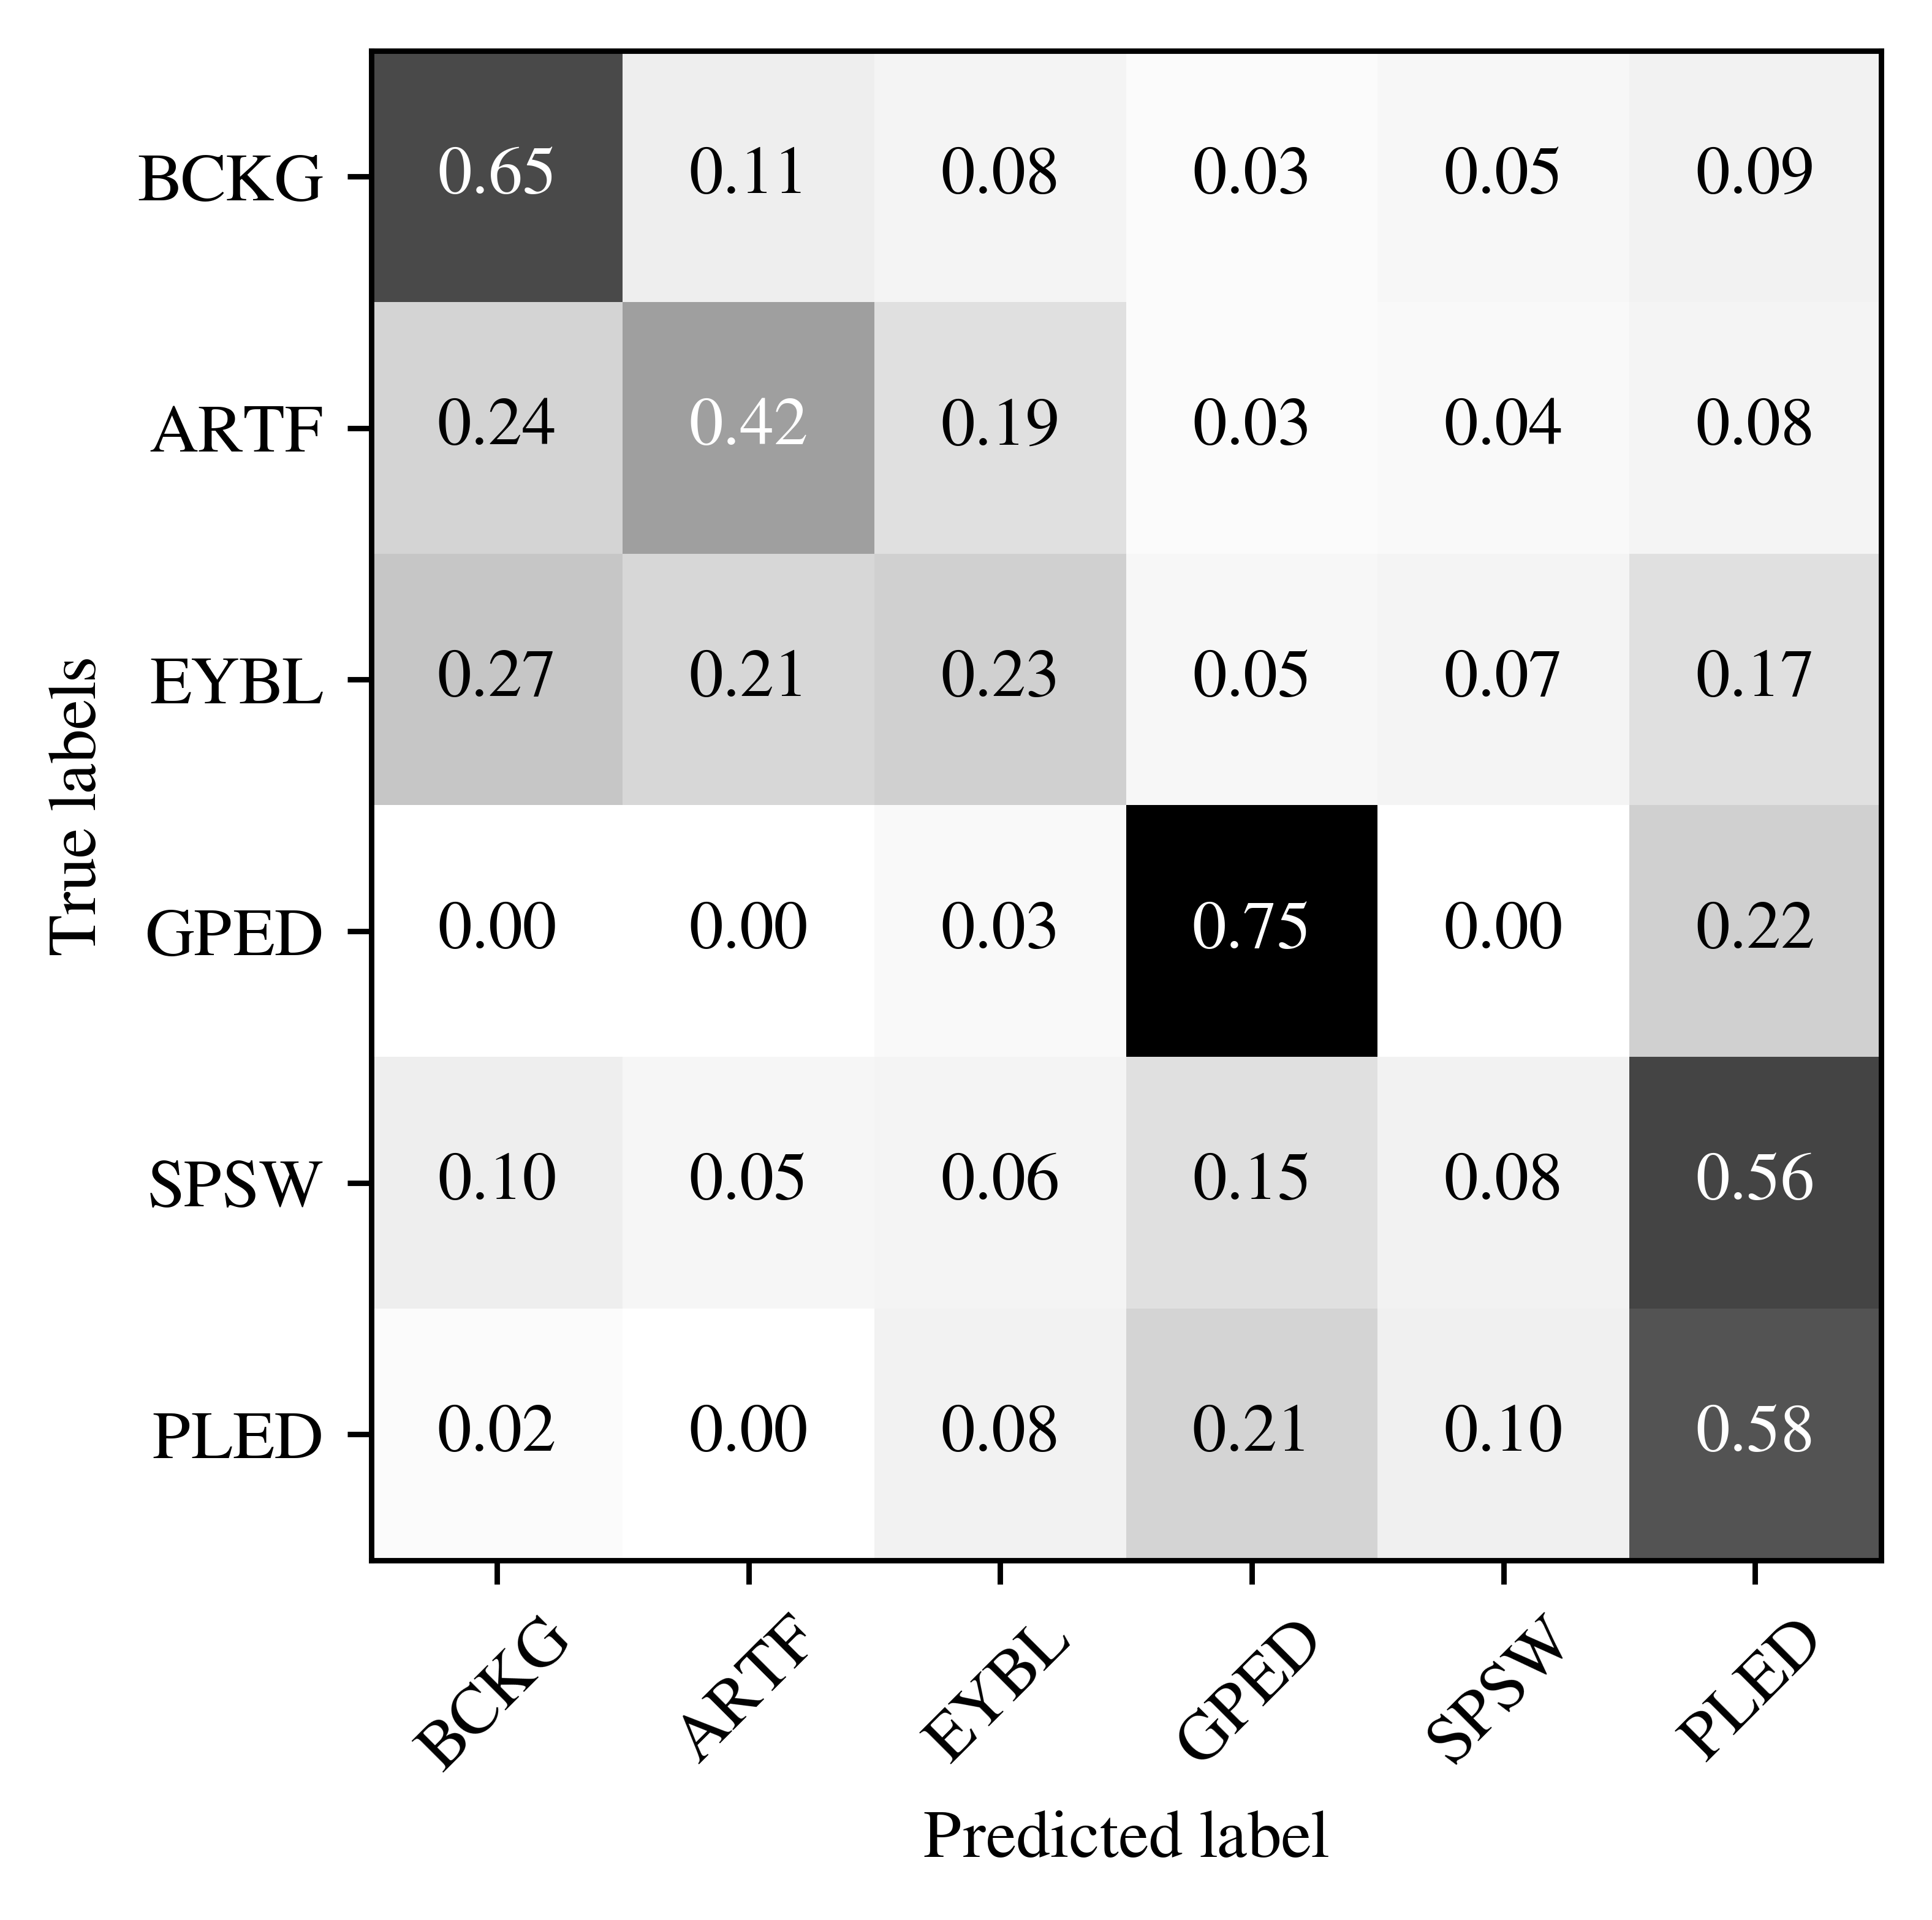 True labels
BCKG 0.65 0.11 0.08 0.03 0.05 0.09
ARTF 0.24 0.42 0.19 0.03 0.04 0.08
EYBL 0.27 0.21 0.23 0.05 0.07 0.17
GPED 0.00 0.00 0.03 0.75 0.00 0.22
SPSW 0.10 0.05 0.06 0.15 0.08 0.56
PLED 0.02 0.00 0.08 0.21 0.10 0.58
BCKG ARTF EYBL GPED SPSW PLED
Predicted label